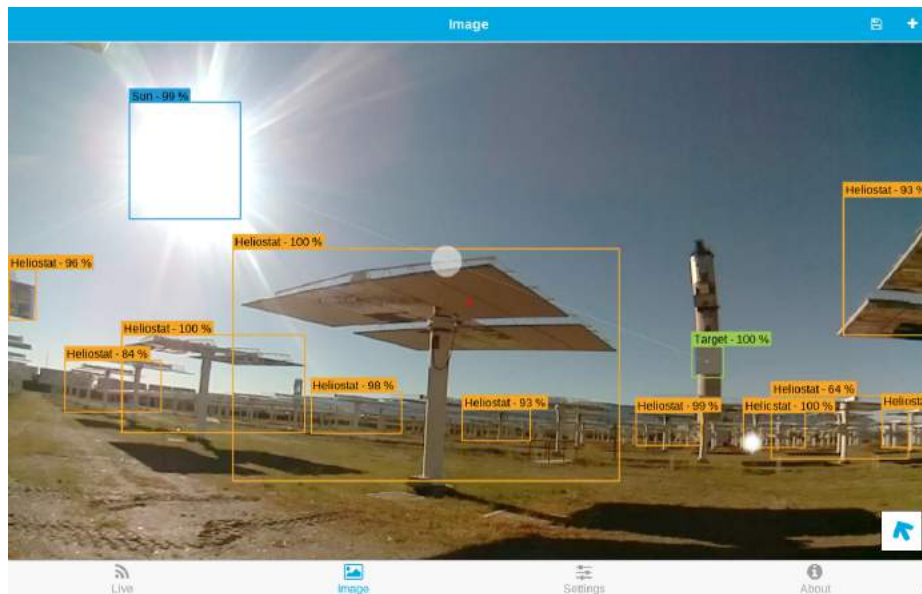 Image
Sun - 99 %
Heliostat - 93 %
Heliostat - 100 %
Heliostat - 96 %
Heliostat - 100 %
Target - 100 %
Heliostat - 84 %
Heliostat - 98 %
Heliostat - 64 %
Heliostat - 93 %
Heliostat - 99 %
Heliostat - 100 %
Heliosta
Live
Image
Settings
About